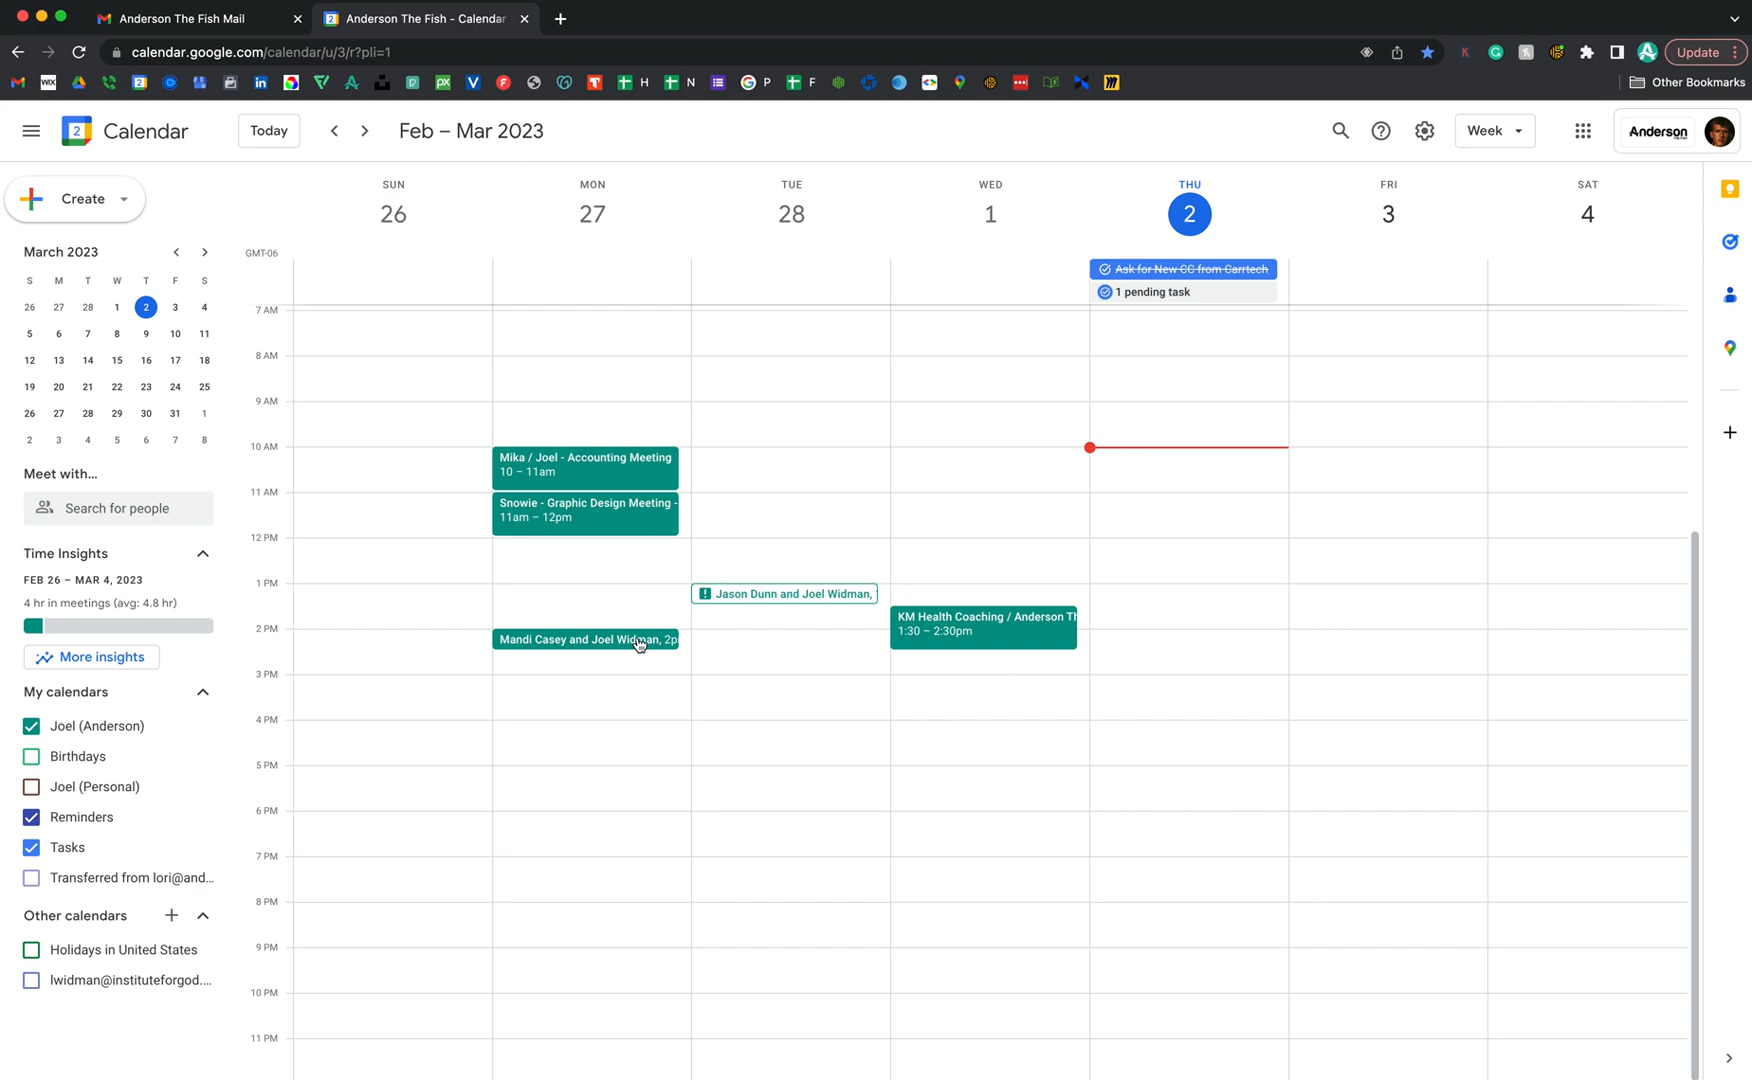 Anderson The Fish Mail
Anderson The Fish - Calendar
calendar.google.com/calendar/u/3/r?pli=1
Update
H
N
P
F
Other Bookmarks
2
Calendar
Today
Feb – Mar 2023
Week
Anderson
Create
SUN
26
MON
27
TUE
28
WED
1
THU
2
FRI
3
SAT
4
GMT-06
Ask for New CC from Carrtech
1 pending task
March 2023
S M T W T F S
26 27 28 1 2 3 4
5 6 7 8 9 10 11
12 13 14 15 16 17 18
19 20 21 22 23 24 25
26 27 28 29 30 31 1
2 3 4 5 6 7 8
Meet with...
Search for people
Time Insights
FEB 26 – MAR 4, 2023
4 hr in meetings (avg: 4.8 hr)
More insights
My calendars
Joel (Anderson)
Birthdays
Joel (Personal)
Reminders
Tasks
Transferred from lori@and...
Other calendars
Holidays in United States
lwidman@instituteforgod....
7 AM
8 AM
9 AM
10 AM
11 AM
12 PM
1 PM
2 PM
3 PM
4 PM
5 PM
6 PM
7 PM
8 PM
9 PM
10 PM
11 PM
Mika / Joel - Accounting Meeting
10 – 11am
Snowie - Graphic Design Meeting -
11am – 12pm
Mandi Casey and Joel Widman, 2p
Jason Dunn and Joel Widman,
KM Health Coaching / Anderson Th
1:30 – 2:30pm